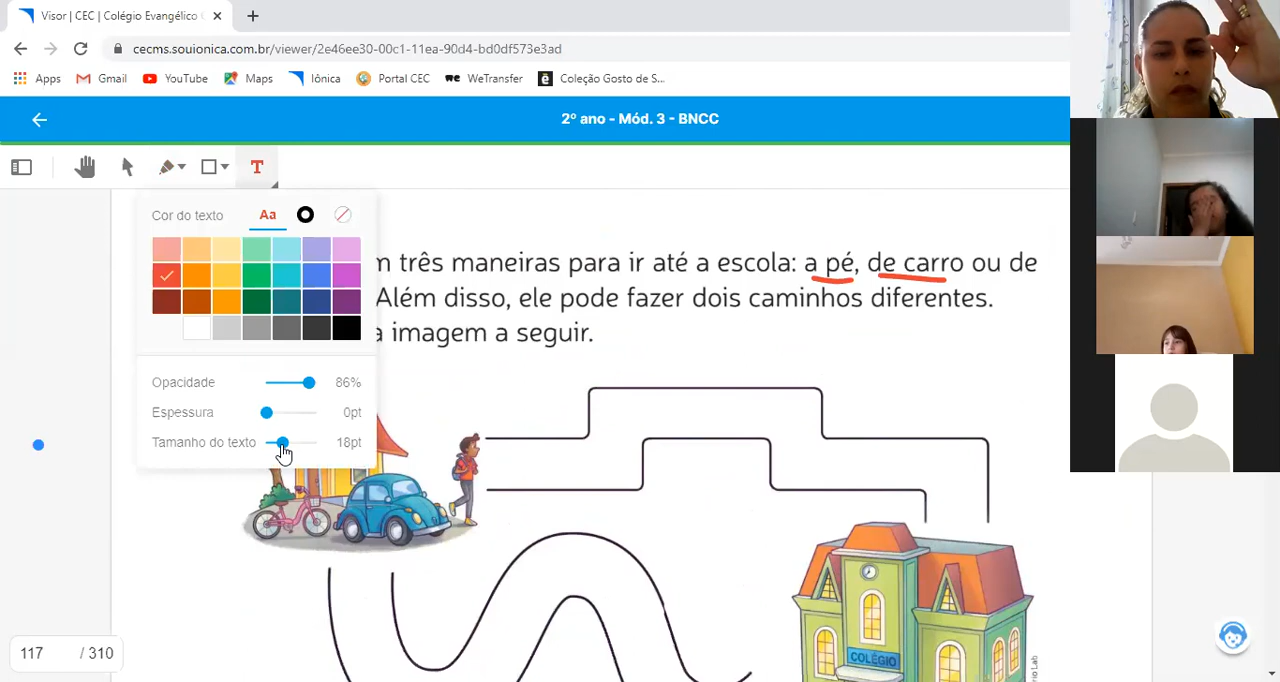 Visor | CEC | Colégio Evangélico
cecms.souionica.com.br/viewer/2e46ee30-00c1-11ea-90d4-bd0df573e3ad
Apps Gmail YouTube Maps Iônica Portal CEC WeTransfer Coleção Gosto de S...
2º ano - Mód. 3 - BNCC
T
Cor do texto Aa
m três maneiras para ir até a escola: a pé, de carro ou de
Além disso, ele pode fazer dois caminhos diferentes.
a imagem a seguir.
Opacidade 86%
Espessura 0pt
Tamanho do texto 18pt
COLÉGIO
117 / 310